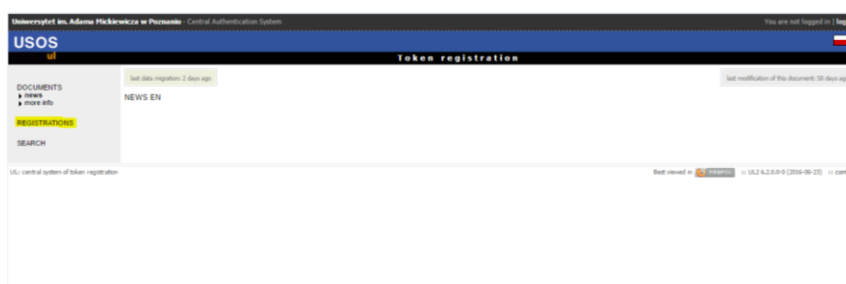 Uniwersytet im. Adama Mickiewicza w Poznaniu - Central Authentication System
You are not logged in | log
USOS
ul
Token registration
DOCUMENTS
news
more info
REGISTRATIONS
SEARCH
last data migration: 2 days ago
last modification of this document: 58 days ago
NEWS EN
UL: central system of token registration
Best viewed in FIREFOX :: UL2 6.2.0.0-0 (2016-06-23) :: cont